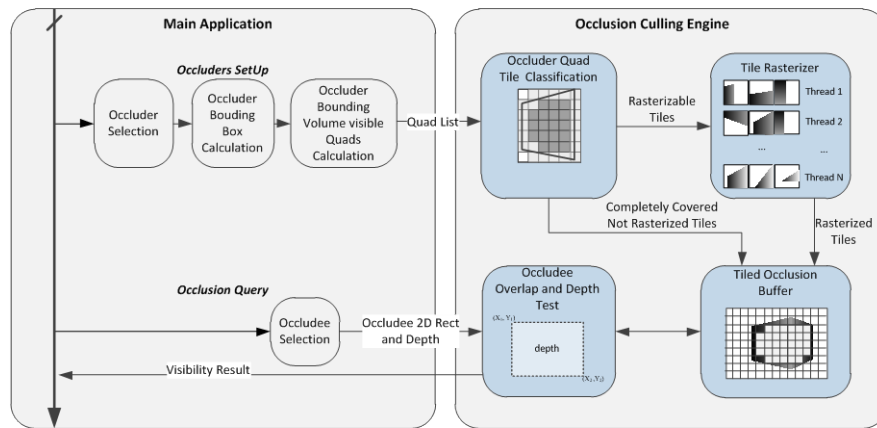 Main Application
Occlusion Culling Engine
Occluders SetUp
Occluder
Selection
Occluder
Bouding
Box
Calculation
Occluder
Bounding
Volume visible
Quads
Calculation
Quad List
Occluder Quad
Tile Classification
Rasterizable
Tiles
Tile Rasterizer
Thread 1
Thread 2
...
...
Thread N
Completely Covered
Not Rasterized Tiles
Rasterized
Tiles
Occlusion Query
Occludee
Selection
Occludee 2D Rect
and Depth
Visibility Result
Occludee
Overlap and Depth
Test
depth
Tiled Occlusion
Buffer